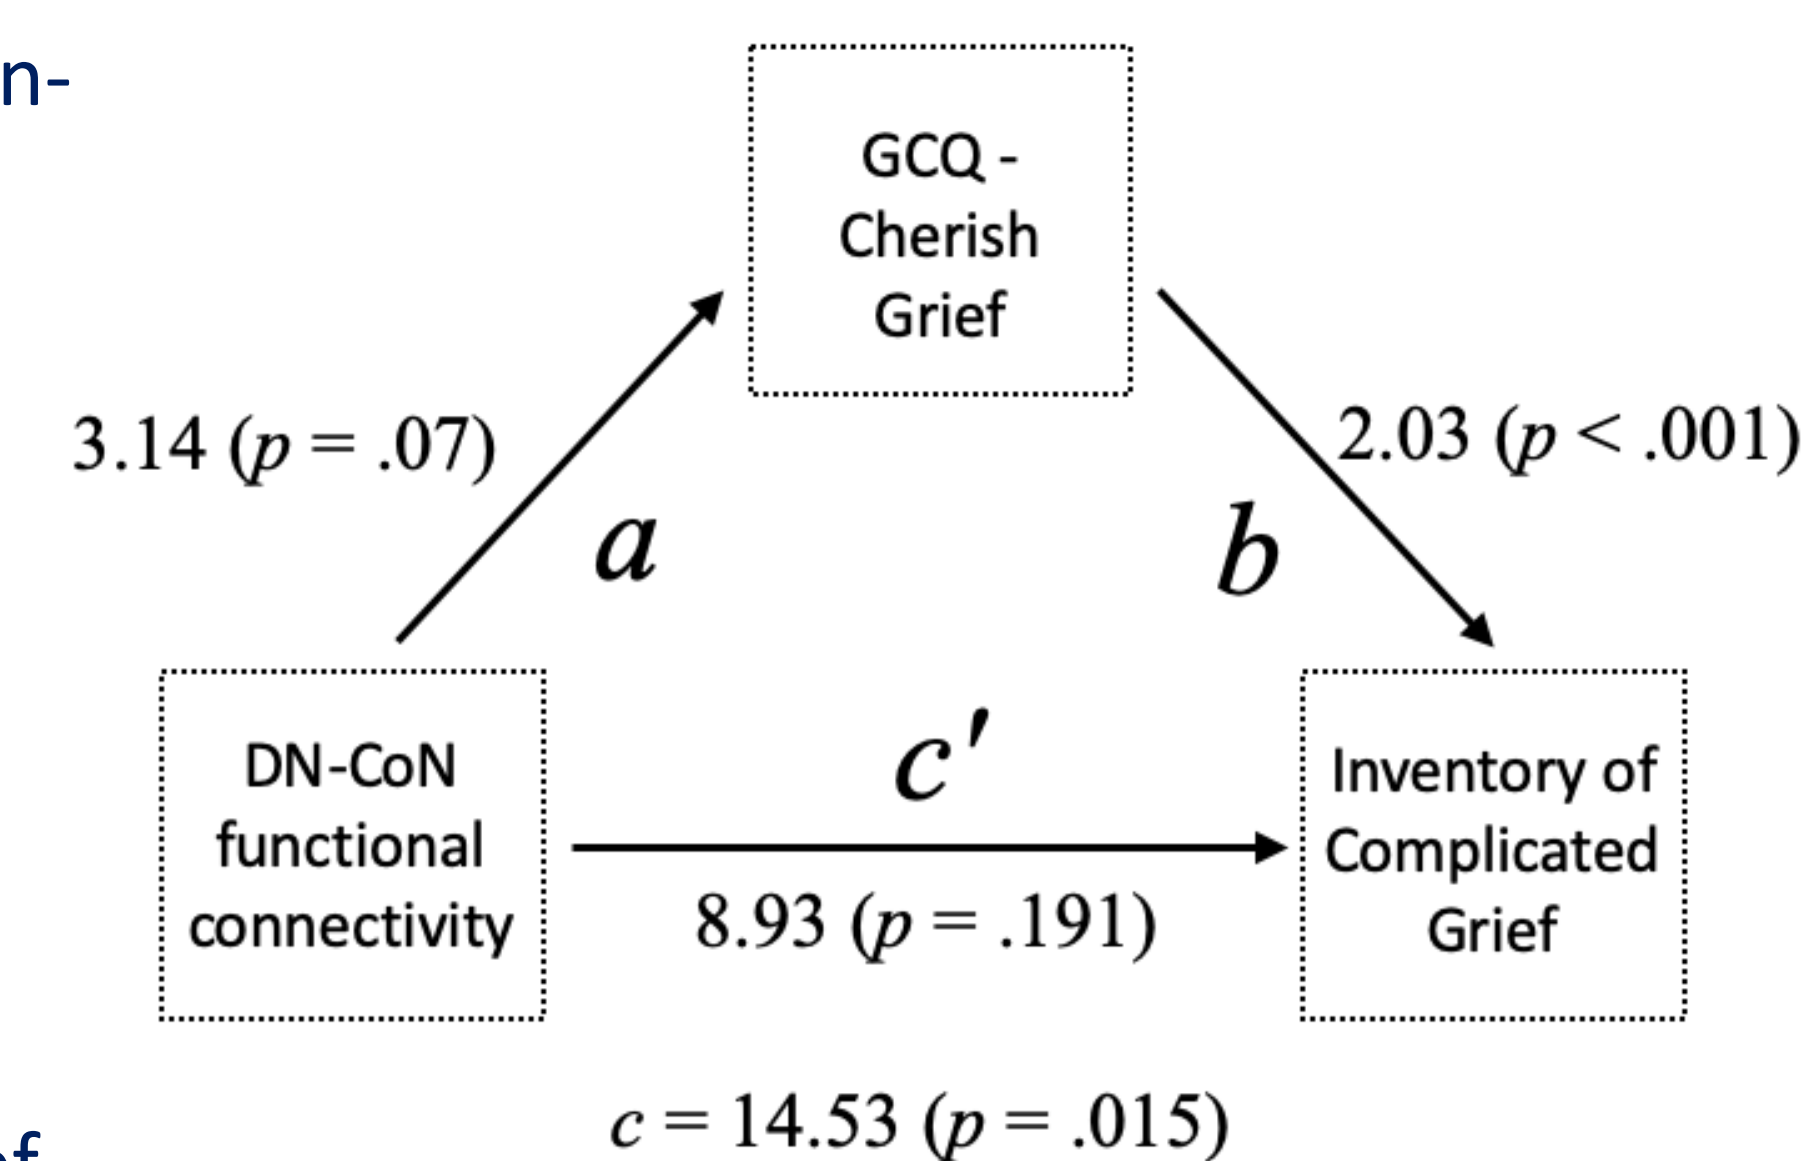 n-
GCQ -
Cherish
Grief
3.14 (p = .07)
2.03 (p < .001)
a
b
c′
DN-CoN
functional
connectivity
8.93 (p = .191)
Inventory of
Complicated
Grief
c = 14.53 (p = .015)
of